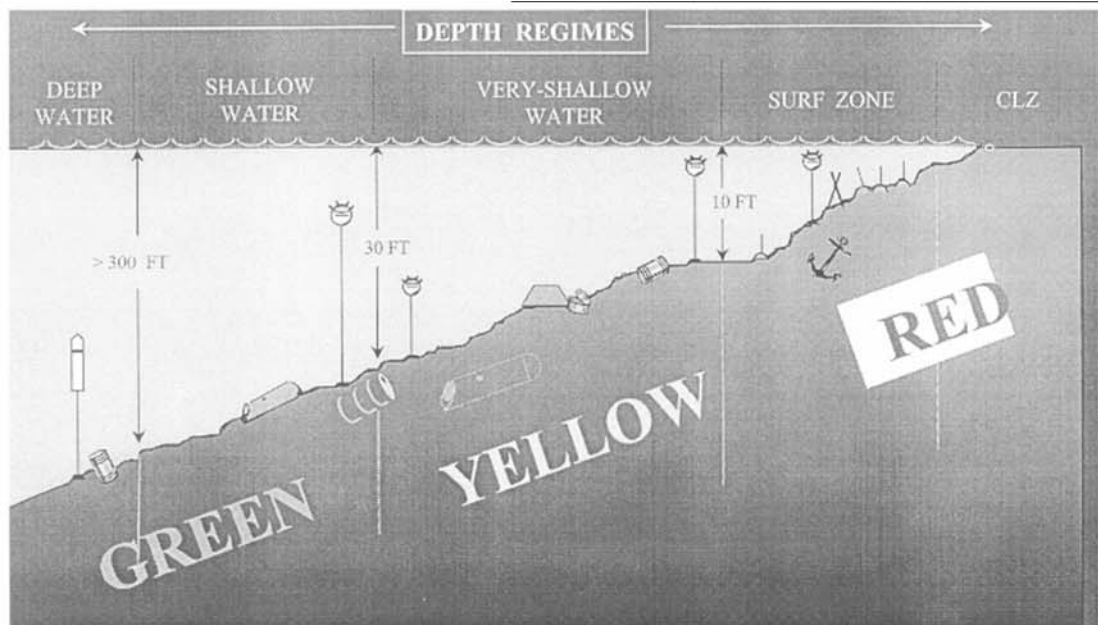 DEPTH REGIMES
DEEP
WATER
SHALLOW
WATER
VERY-SHALLOW
WATER
SURF ZONE
CLZ
> 300 FT
30 FT
10 FT
GREEN
YELLOW
RED